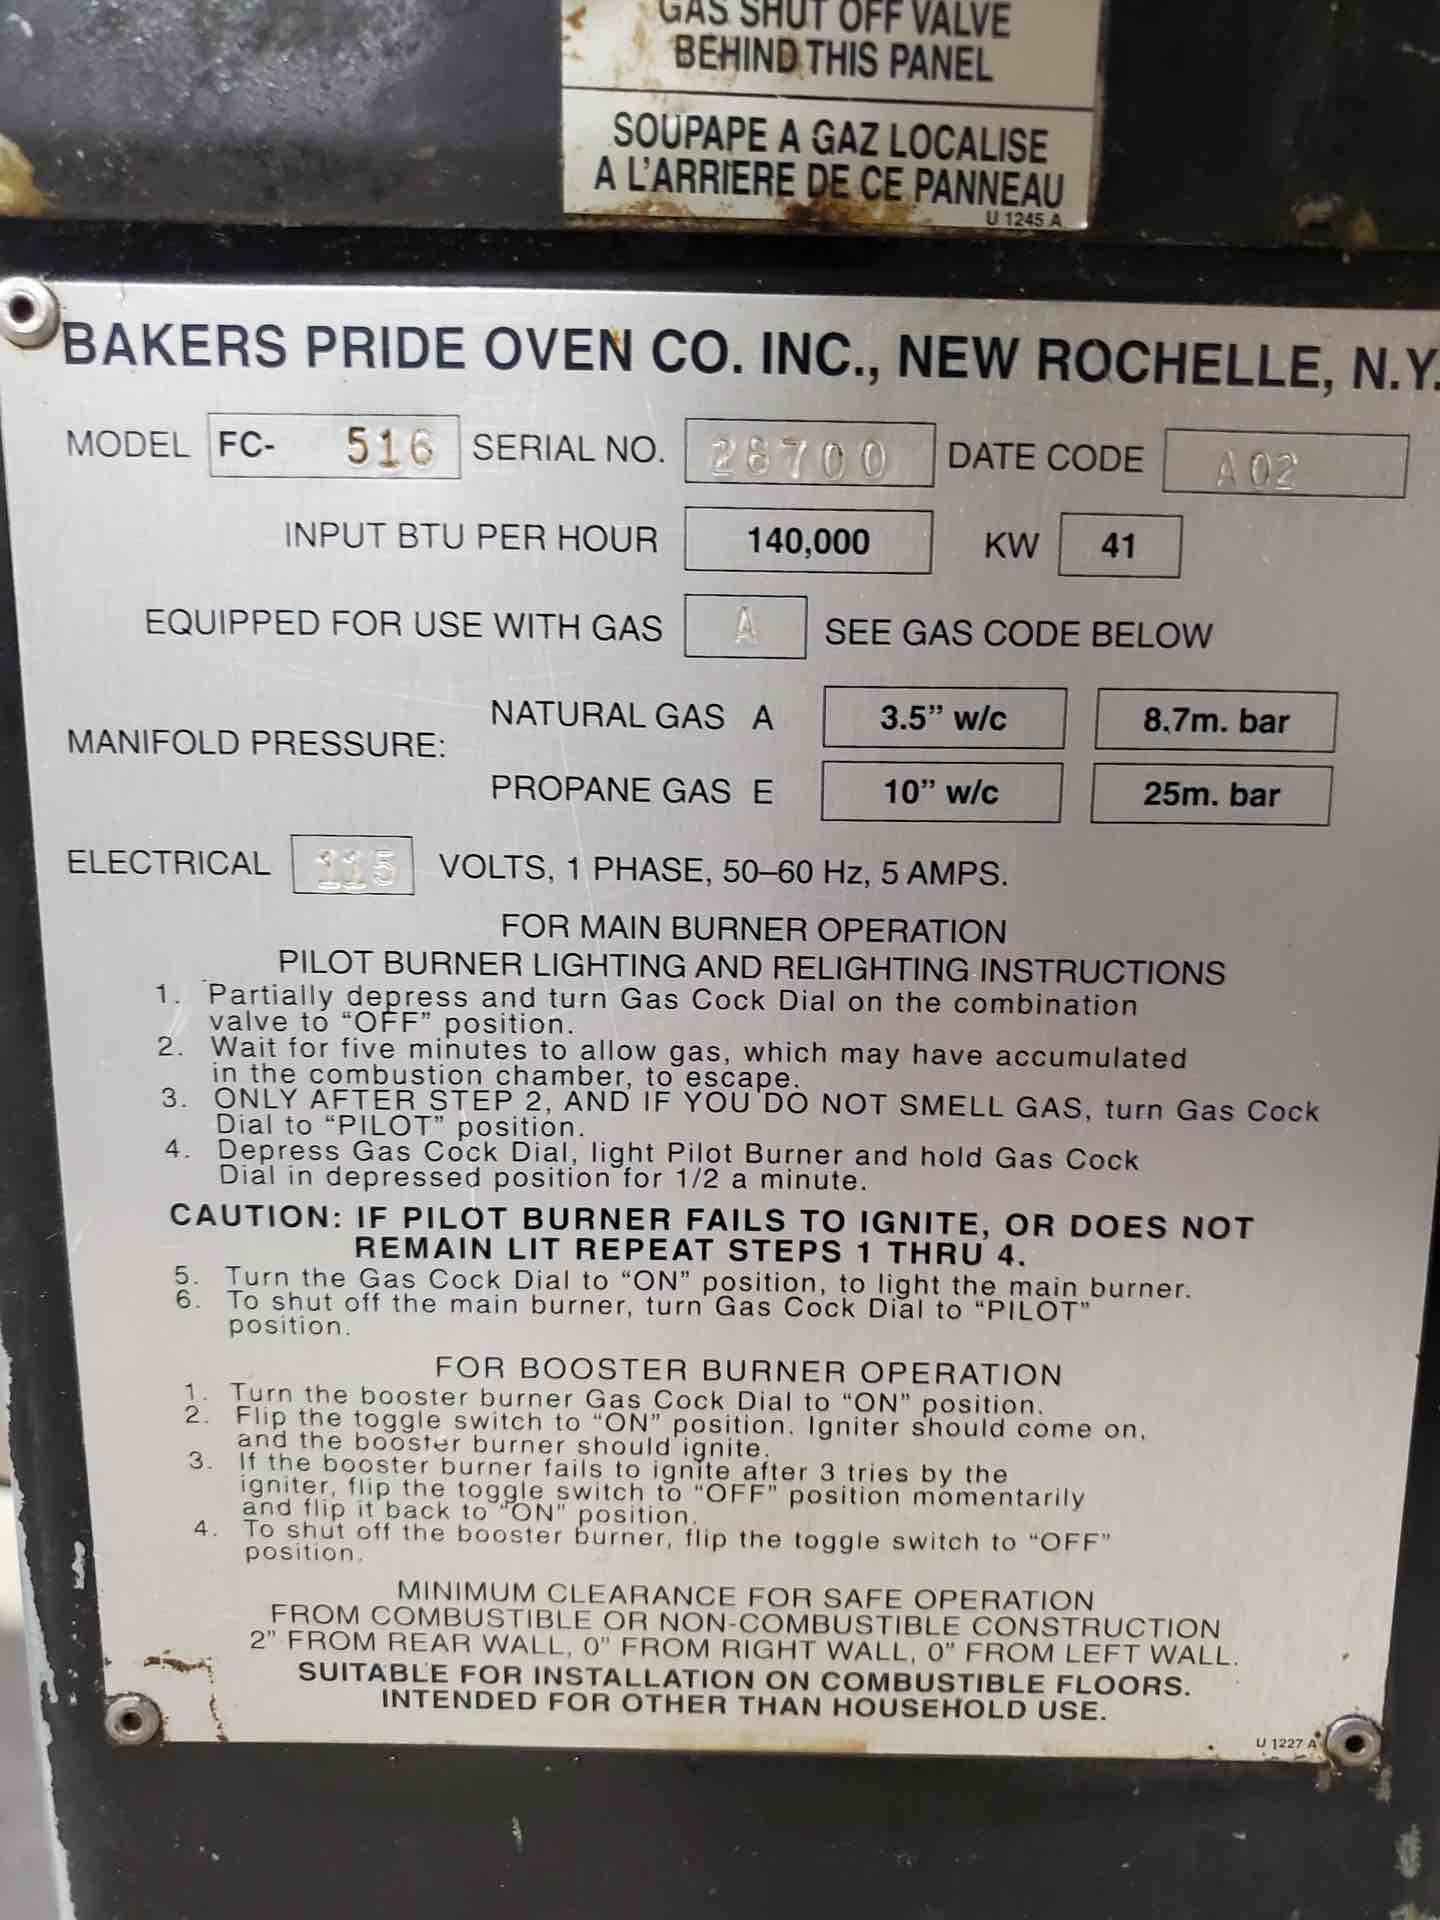 GAS SHUT OFF VALVE
BEHIND THIS PANEL
SOUPAPE A GAZ LOCALISE
A L'ARRIERE DE CE PANNEAU
U 1245 A
BAKERS PRIDE OVEN CO. INC., NEW ROCHELLE, N.Y.
MODEL FC- 516 SERIAL NO. 28700 DATE CODE A02
INPUT BTU PER HOUR 140,000 KW 41
EQUIPPED FOR USE WITH GAS A SEE GAS CODE BELOW
MANIFOLD PRESSURE:
NATURAL GAS A 3.5” w/c 8.7m. bar
PROPANE GAS E 10” w/c 25m. bar
ELECTRICAL 115 VOLTS, 1 PHASE, 50–60 Hz, 5 AMPS.
FOR MAIN BURNER OPERATION
PILOT BURNER LIGHTING AND RELIGHTING INSTRUCTIONS
1. Partially depress and turn Gas Cock Dial on the combination
valve to “OFF” position.
2. Wait for five minutes to allow gas, which may have accumulated
in the combustion chamber, to escape.
3. ONLY AFTER STEP 2, AND IF YOU DO NOT SMELL GAS, turn Gas Cock
Dial to “PILOT” position.
4. Depress Gas Cock Dial, light Pilot Burner and hold Gas Cock
Dial in depressed position for 1/2 a minute.
CAUTION: IF PILOT BURNER FAILS TO IGNITE, OR DOES NOT
REMAIN LIT REPEAT STEPS 1 THRU 4.
5. Turn the Gas Cock Dial to “ON” position, to light the main burner.
6. To shut off the main burner, turn Gas Cock Dial to “PILOT”
position.
FOR BOOSTER BURNER OPERATION
1. Turn the booster burner Gas Cock Dial to “ON” position.
2. Flip the toggle switch to “ON” position. Igniter should come on,
and the booster burner should ignite.
3. If the booster burner fails to ignite after 3 tries by the
igniter, flip the toggle switch to “OFF” position momentarily
and flip it back to “ON” position.
4. To shut off the booster burner, flip the toggle switch to “OFF”
position.
MINIMUM CLEARANCE FOR SAFE OPERATION
FROM COMBUSTIBLE OR NON-COMBUSTIBLE CONSTRUCTION
2” FROM REAR WALL, 0” FROM RIGHT WALL, 0” FROM LEFT WALL.
SUITABLE FOR INSTALLATION ON COMBUSTIBLE FLOORS.
INTENDED FOR OTHER THAN HOUSEHOLD USE.
U 1227 A